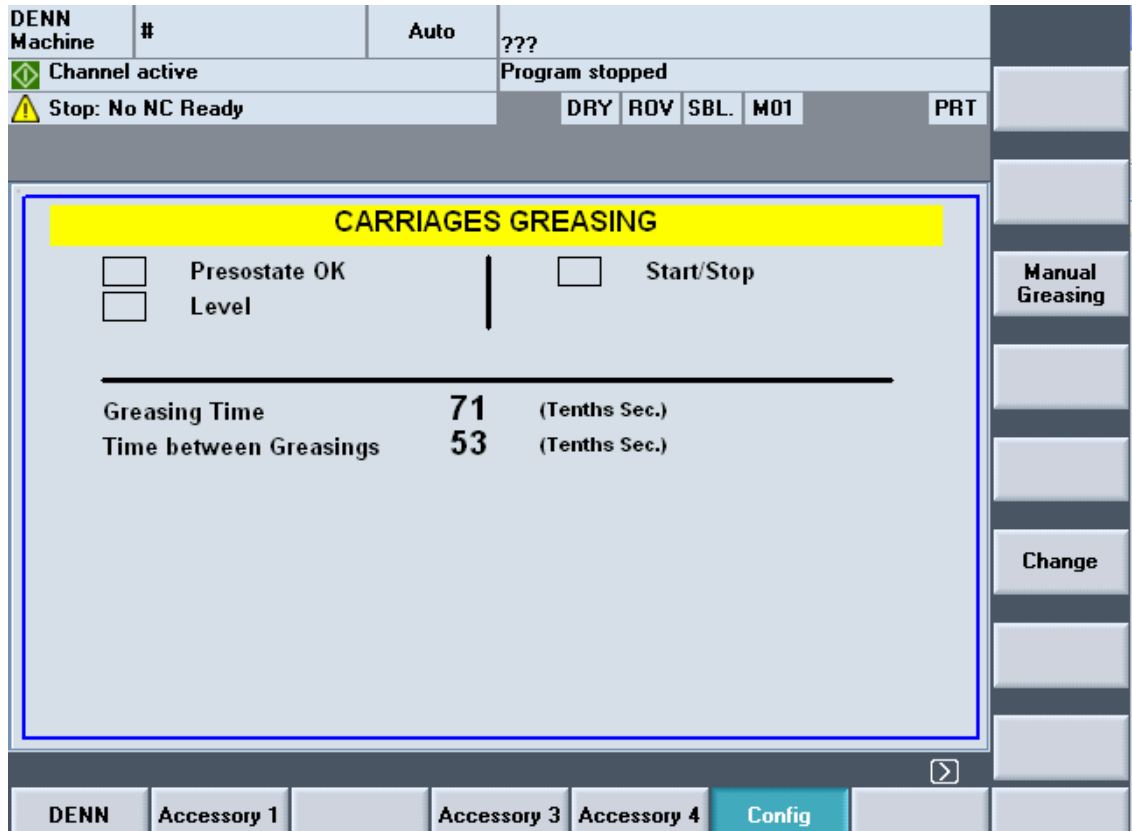 DENN
Machine
#
Auto
???
Channel active
Program stopped
Stop: No NC Ready
DRY ROV SBL. M01 PRT
CARRIAGES GREASING
Presostate OK
Start/Stop
Level
Manual
Greasing
Greasing Time 71 (Tenths Sec.)
Time between Greasings 53 (Tenths Sec.)
Change
DENN
Accessory 1
Accessory 3
Accessory 4
Config